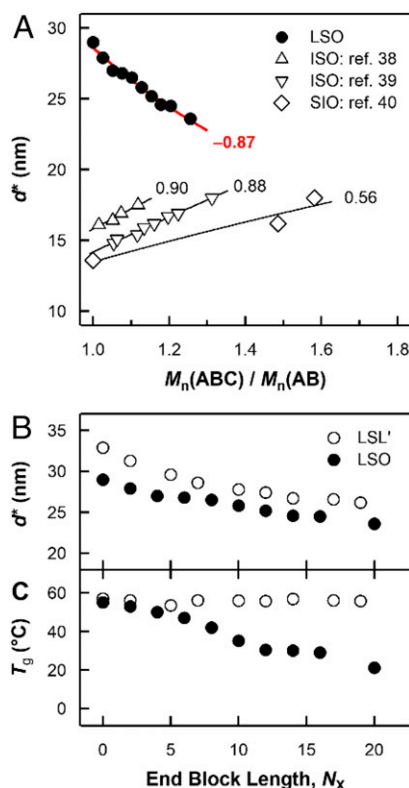 A
30
25
20
15
10
d* (nm)
LSO
ISO: ref. 38
ISO: ref. 39
SIO: ref. 40
−0.87
0.90
0.88
0.56
1.0 1.2 1.4 1.6 1.8
Mn(ABC) / Mn(AB)
B
35
30
25
20
d* (nm)
LSL'
LSO
C
60
40
20
0
Tg (°C)
0 5 10 15 20
End Block Length, NX